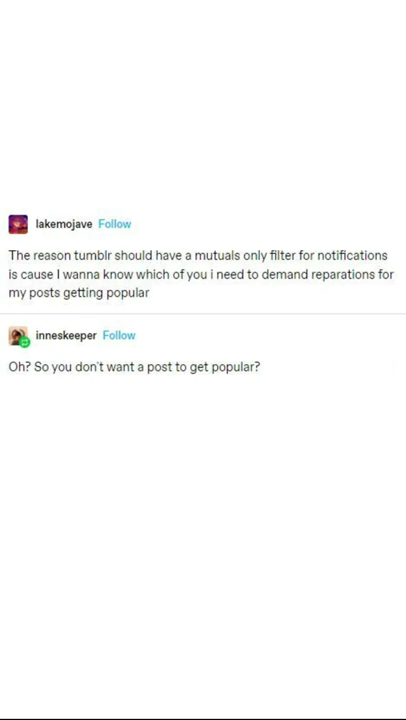 lakemojave Follow
The reason tumblr should have a mutuals only filter for notifications
is cause I wanna know which of you i need to demand reparations for
my posts getting popular
inneskeeper Follow
Oh? So you don't want a post to get popular?